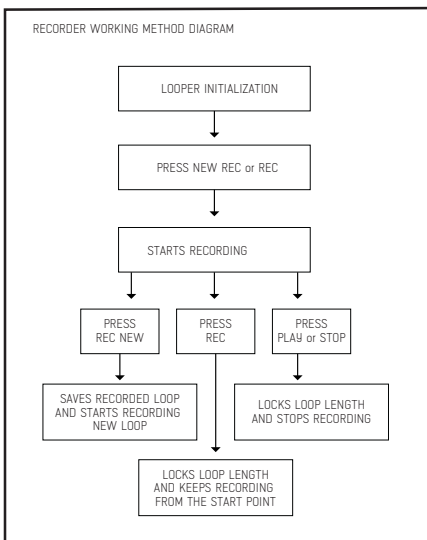 RECORDER WORKING METHOD DIAGRAM
LOOPER INITIALIZATION
PRESS NEW REC or REC
STARTS RECORDING
PRESS
REC NEW
PRESS
REC
PRESS
PLAY or STOP
SAVES RECORDED LOOP
AND STARTS RECORDING
NEW LOOP
LOCKS LOOP LENGTH
AND STOPS RECORDING
LOCKS LOOP LENGTH
AND KEEPS RECORDING
FROM THE START POINT